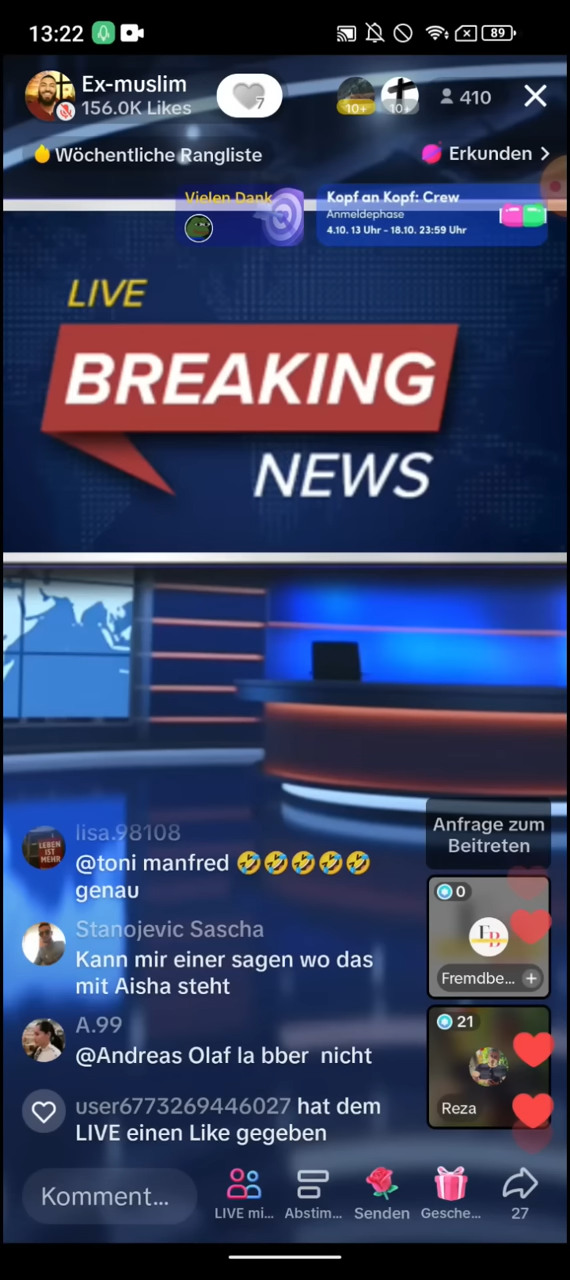 13:22
89
Ex-muslim
156.0K Likes
7
10+
10+
410
Wöchentliche Rangliste
Erkunden
Vielen Dank
Kopf an Kopf: Crew
Anmeldephase
4.10. 13 Uhr - 18.10. 23:59 Uhr
LIVE
BREAKING
NEWS
Anfrage zum
Beitreten
lisa.98108
LEBEN
IST
MEHR
@toni manfred 🤣🤣🤣🤣🤣
genau
0
EB
Fremdbe...
Stanojevic Sascha
Kann mir einer sagen wo das
mit Aisha steht
21
Reza
A.99
@Andreas Olaf la bber nicht
user6773269446027 hat dem
LIVE einen Like gegeben
Komment...
LIVE mi...
Abstim...
Senden
Gesche...
27